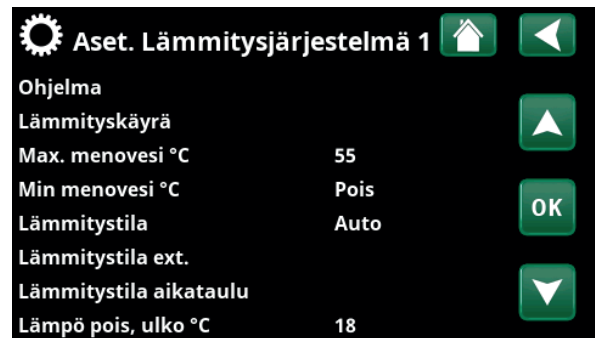 Aset. Lämmitysjärjestelmä 1
Ohjelma
Lämmityskäyrä
Max. menovesi °C 55
Min menovesi °C Pois
Lämmitystila Auto
OK
Lämmitystila ext.
Lämmitystila aikataulu
Lämpö pois, ulko °C 18